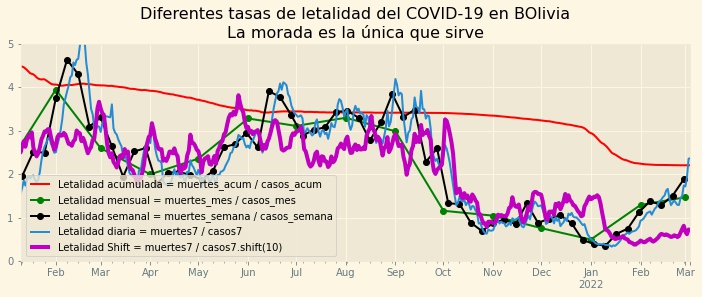 Diferentes tasas de letalidad del COVID-19 en BOlivia
La morada es la única que sirve
5
4
3
2
1
0
Letalidad acumulada = muertes_acum / casos_acum
Letalidad mensual = muertes_mes / casos_mes
Letalidad semanal = muertes_semana / casos_semana
Letalidad diaria = muertes7 / casos7
Letalidad Shift = muertes7 / casos7.shift(10)
Feb Mar Apr May Jun Jul Aug Sep Oct Nov Dec Jan Feb Mar
2022